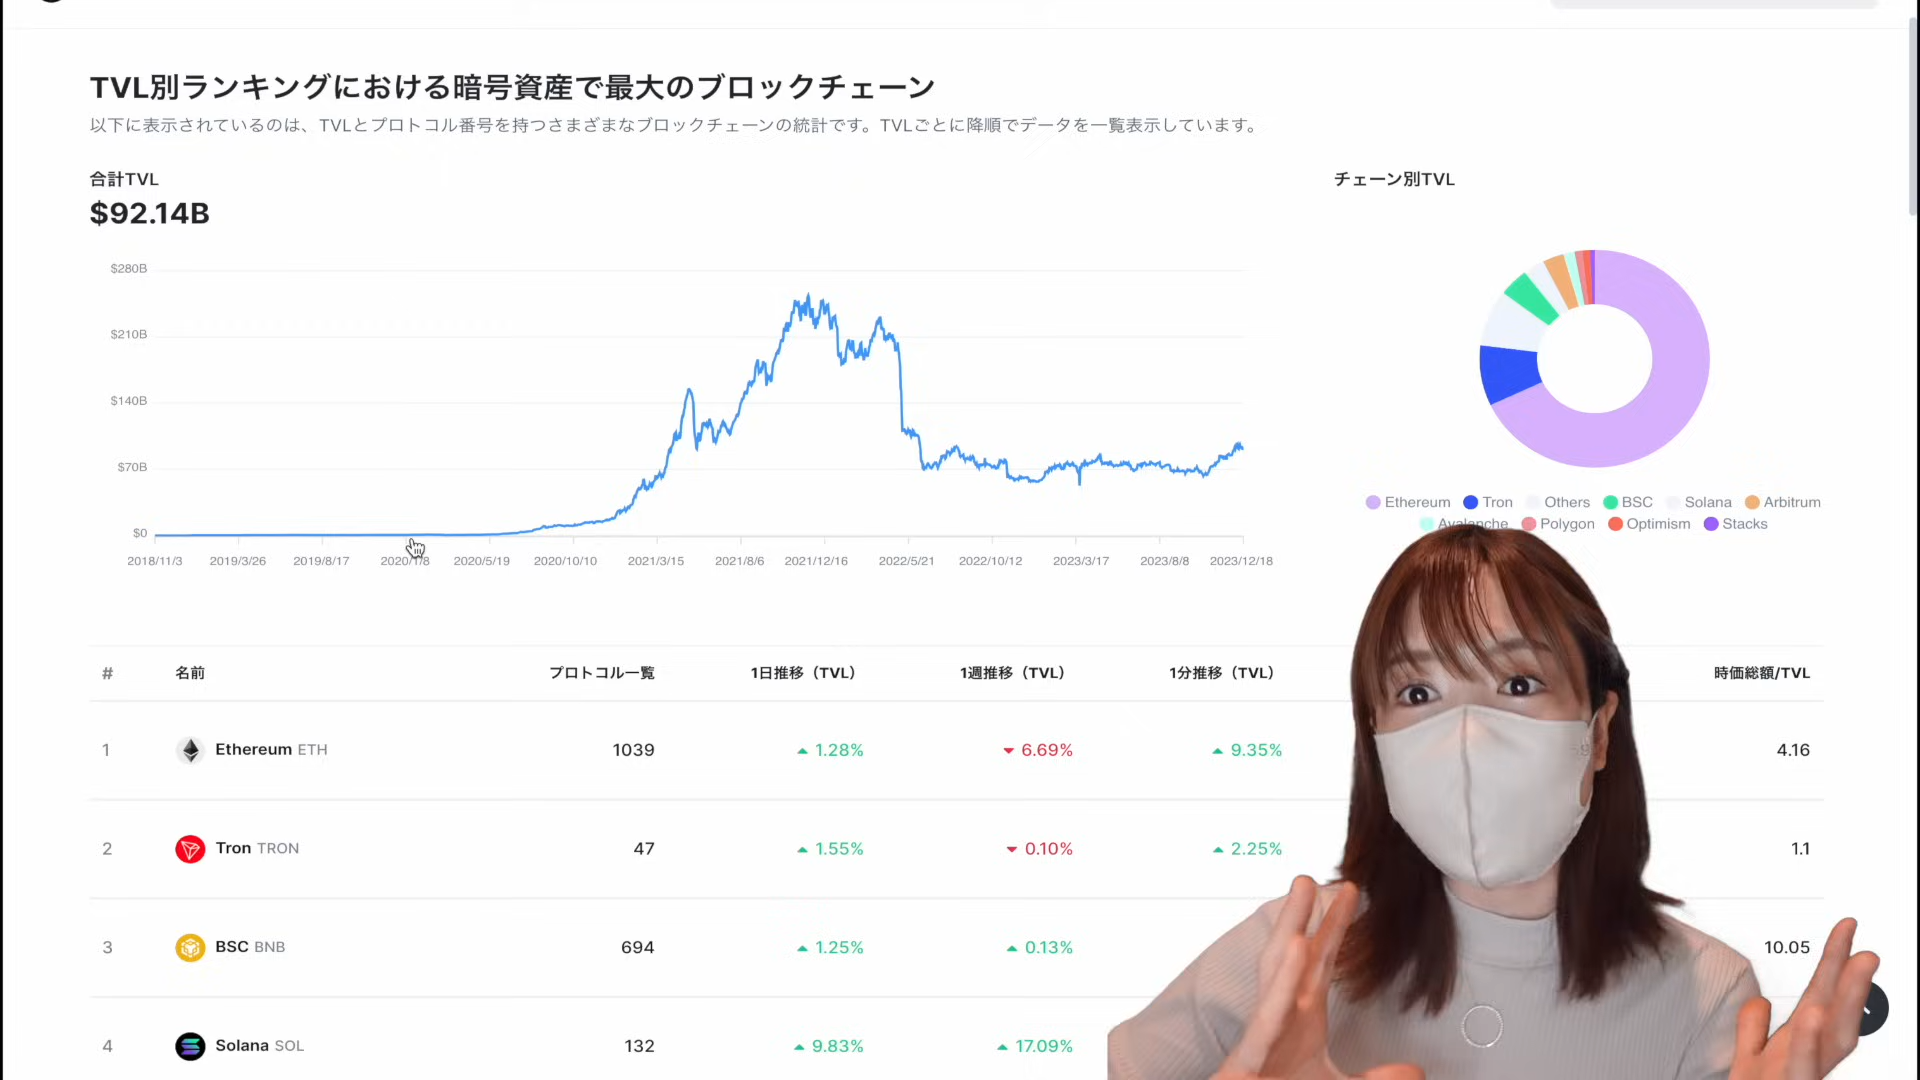 TVL別ランキングにおける暗号資産で最大のブロックチェーン
以下に表示されているのは、TVLとプロトコル番号を持つさまざまなブロックチェーンの統計です。TVLごとに降順でデータを一覧表示しています。
合計TVL
$92.14B
チェーン別TVL
$280B
$210B
$140B
$70B
$0
2018/11/3 2019/3/26 2019/8/17 2020/1/8 2020/5/19 2020/10/10 2021/3/15 2021/8/6 2021/12/16 2022/5/21 2022/10/12 2023/3/17 2023/8/8 2023/12/18
Ethereum Tron Others BSC Solana Arbitrum
Avalanche Polygon Optimism Stacks
# 名前 プロトコル一覧 1日推移（TVL） 1週推移（TVL） 1分推移（TVL） 時価総額/TVL
1 Ethereum ETH 1039 1.28% 6.69% 9.35% 4.16
2 Tron TRON 47 1.55% 0.10% 2.25% 1.1
3 BSC BNB 694 1.25% 0.13% 10.05
4 Solana SOL 132 9.83% 17.09%